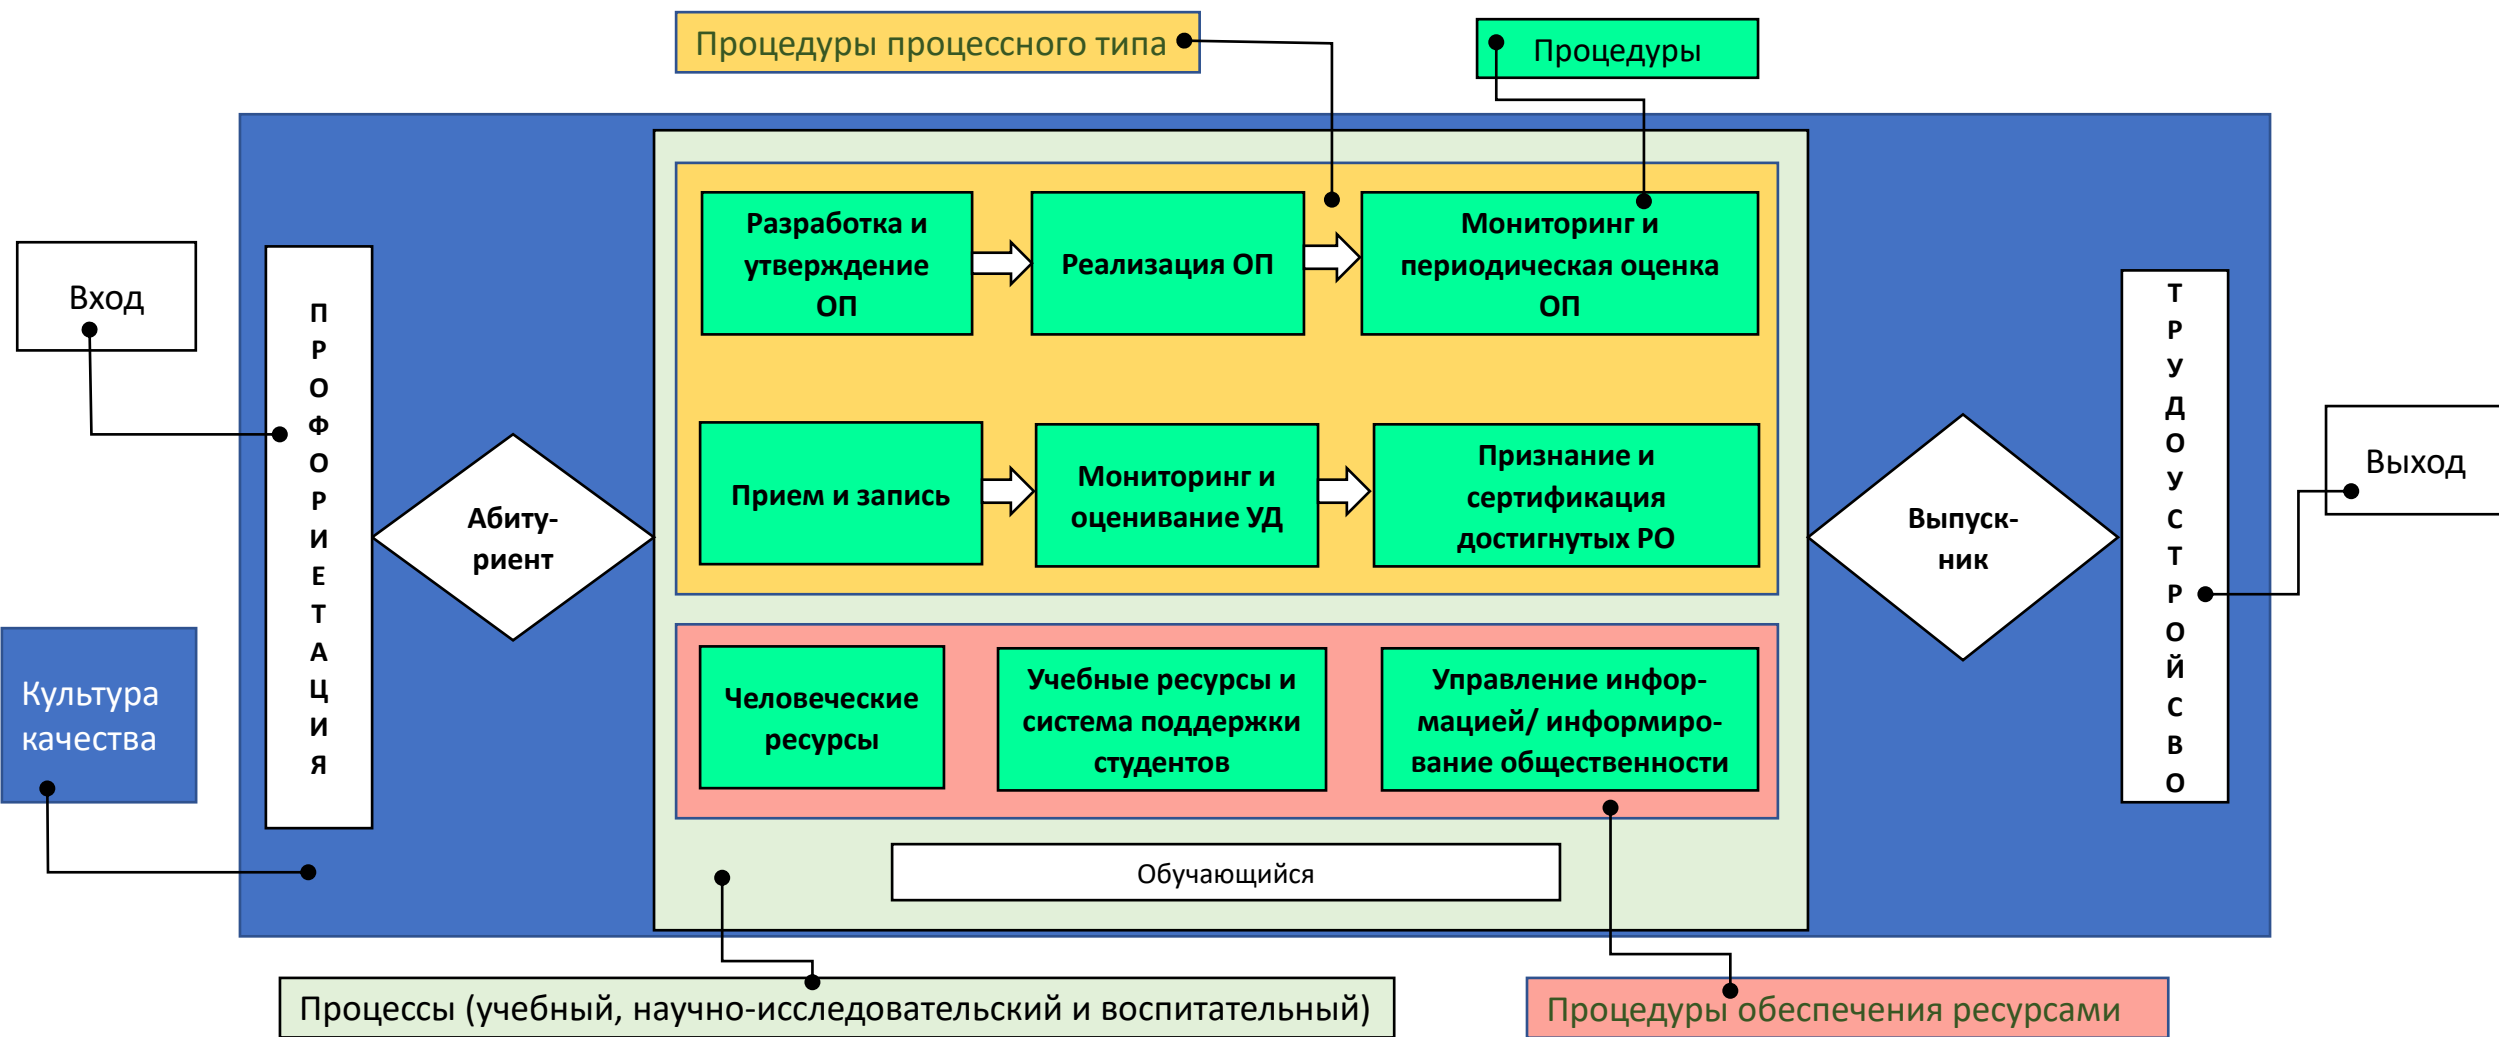 Процедуры процессного типа
Процедуры
Вход
Культура
качества
ПРОФОРИЕТАЦИЯ
Абиту-
риент
Разработка и
утверждение
ОП
Реализация ОП
Мониторинг и
периодическая оценка
ОП
Прием и запись
Мониторинг и
оценивание УД
Признание и
сертификация
достигнутых РО
Человеческие
ресурсы
Учебные ресурсы и
система поддержки
студентов
Управление инфор-
мацией/ информиро-
вание общественности
Обучающийся
Выпуск-
ник
ТРУДОУСТРОЙСВО
Выход
Процессы (учебный, научно-исследовательский и воспитательный)
Процедуры обеспечения ресурсами